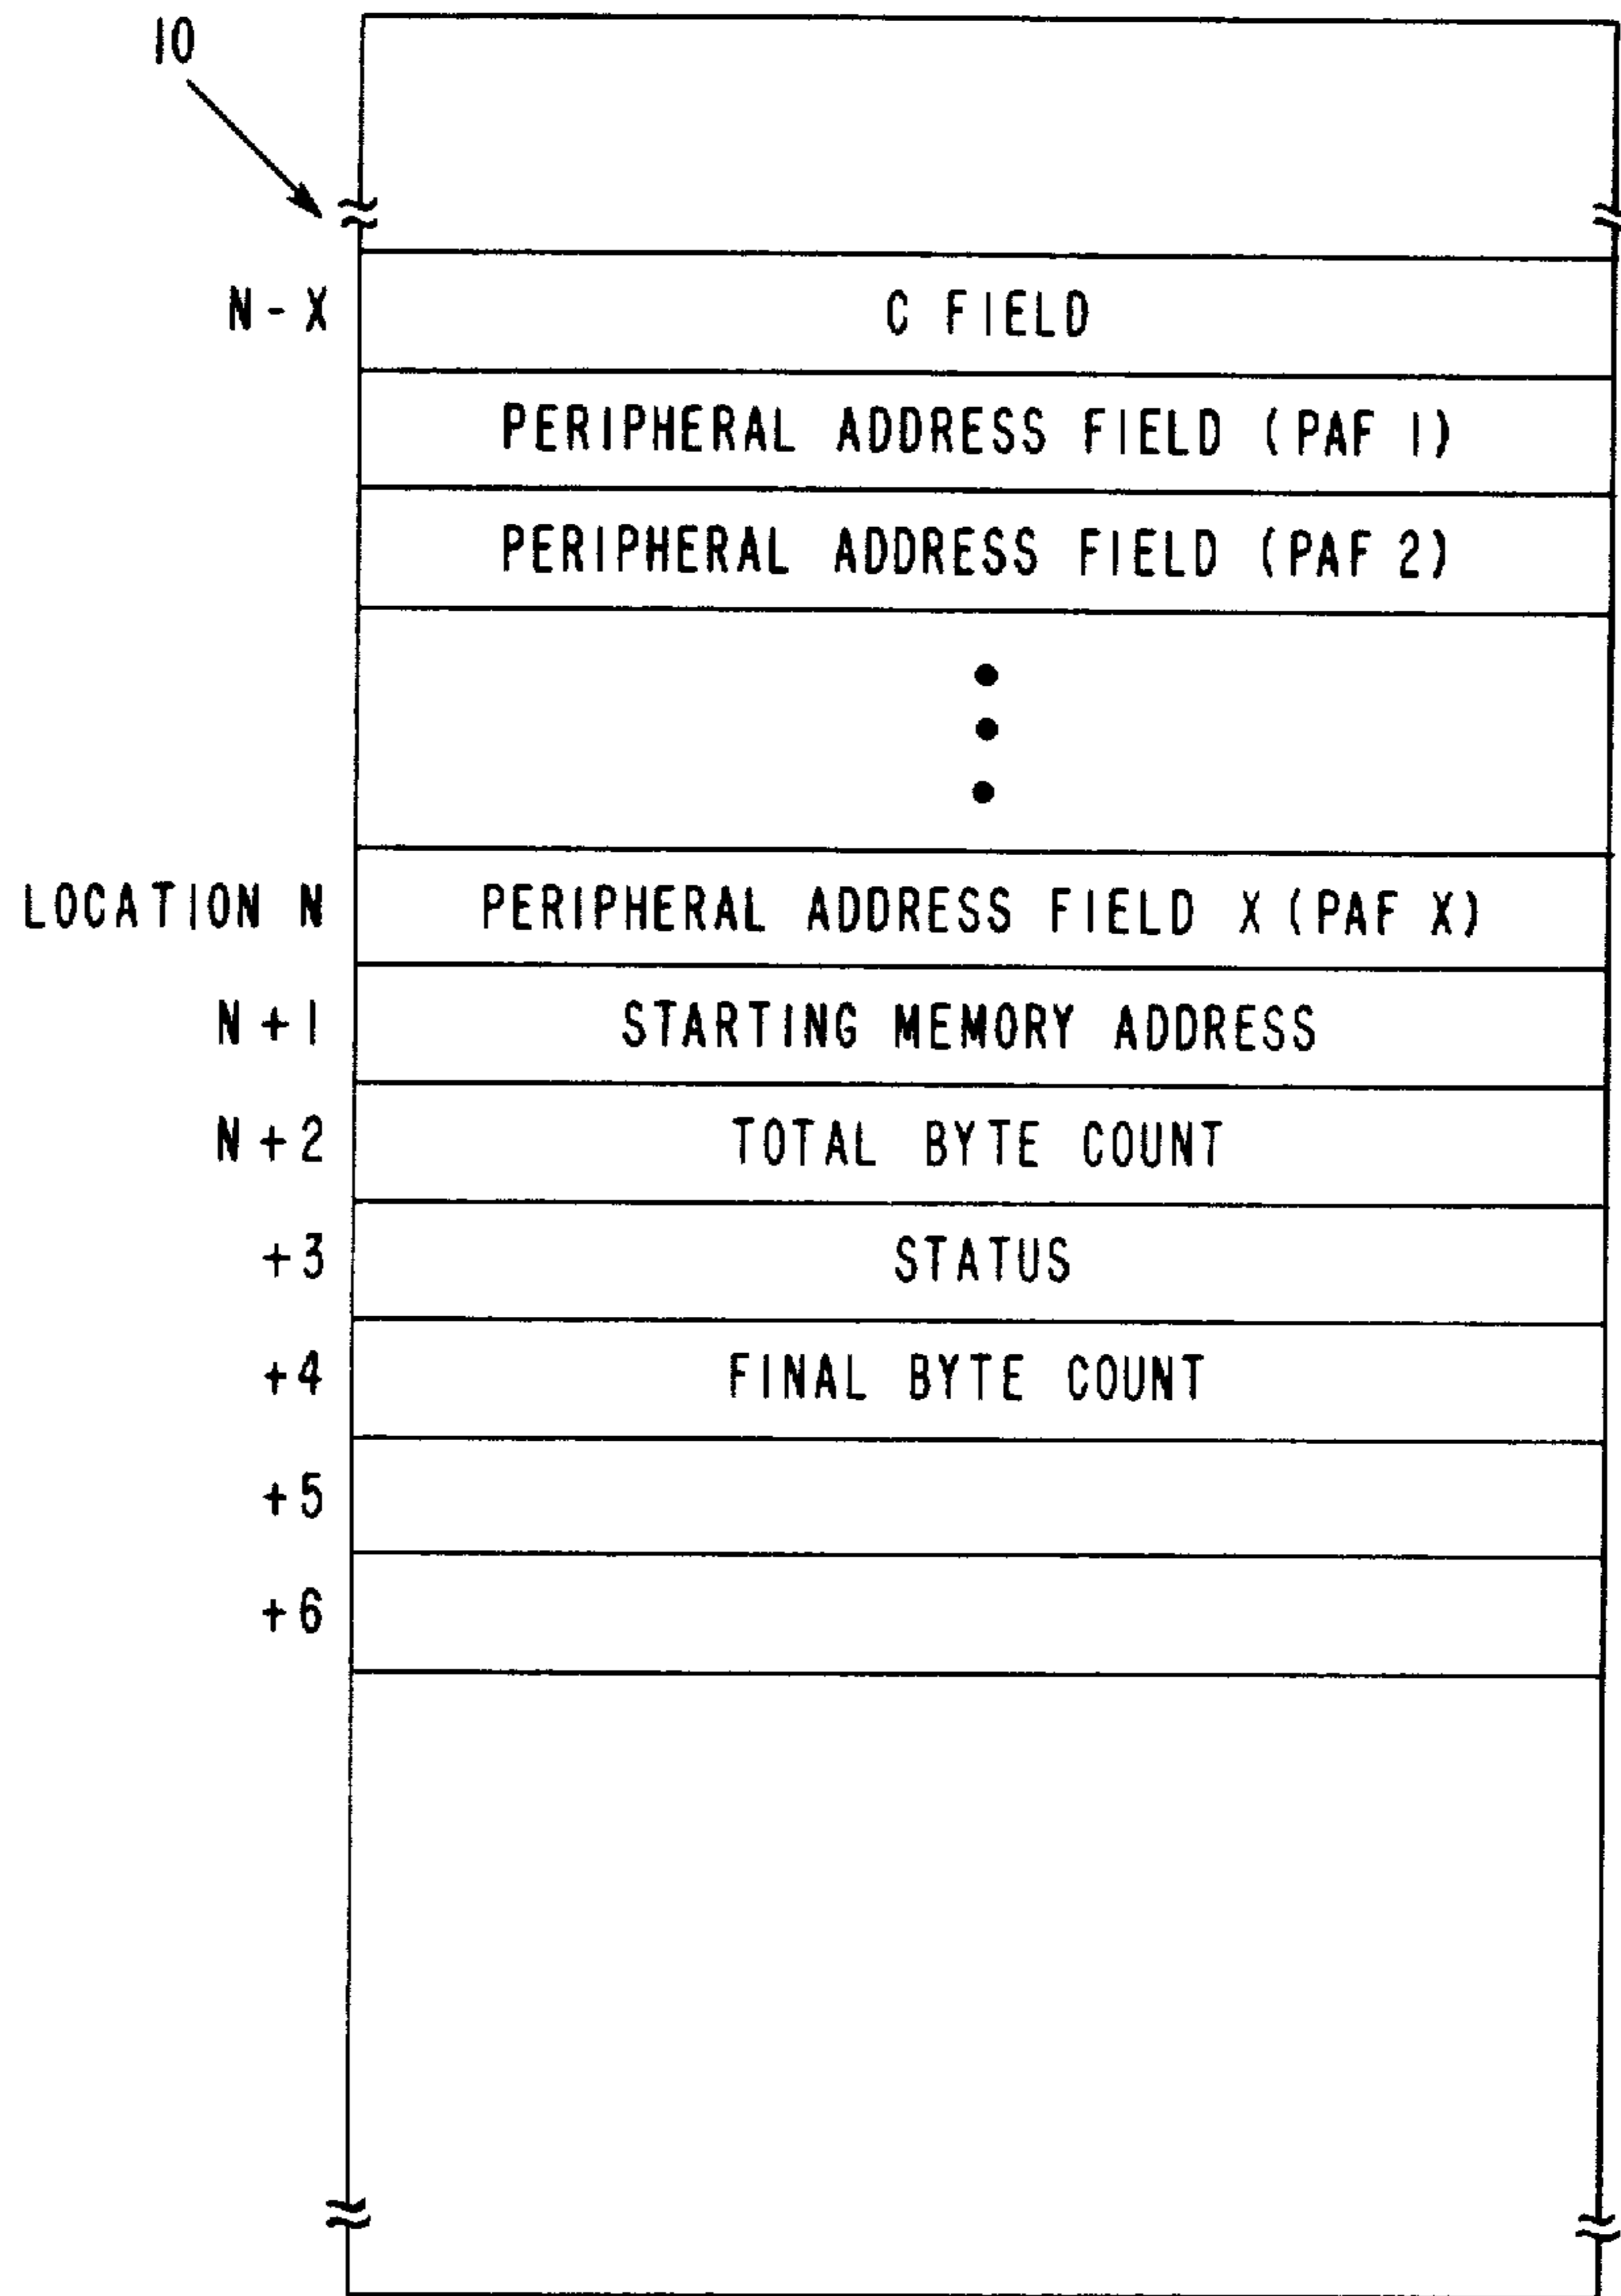 10
N-X C FIELD
PERIPHERAL ADDRESS FIELD (PAF 1)
PERIPHERAL ADDRESS FIELD (PAF 2)
LOCATION N PERIPHERAL ADDRESS FIELD X (PAF X)
N+1 STARTING MEMORY ADDRESS
N+2 TOTAL BYTE COUNT
+3 STATUS
+4 FINAL BYTE COUNT
+5
+6